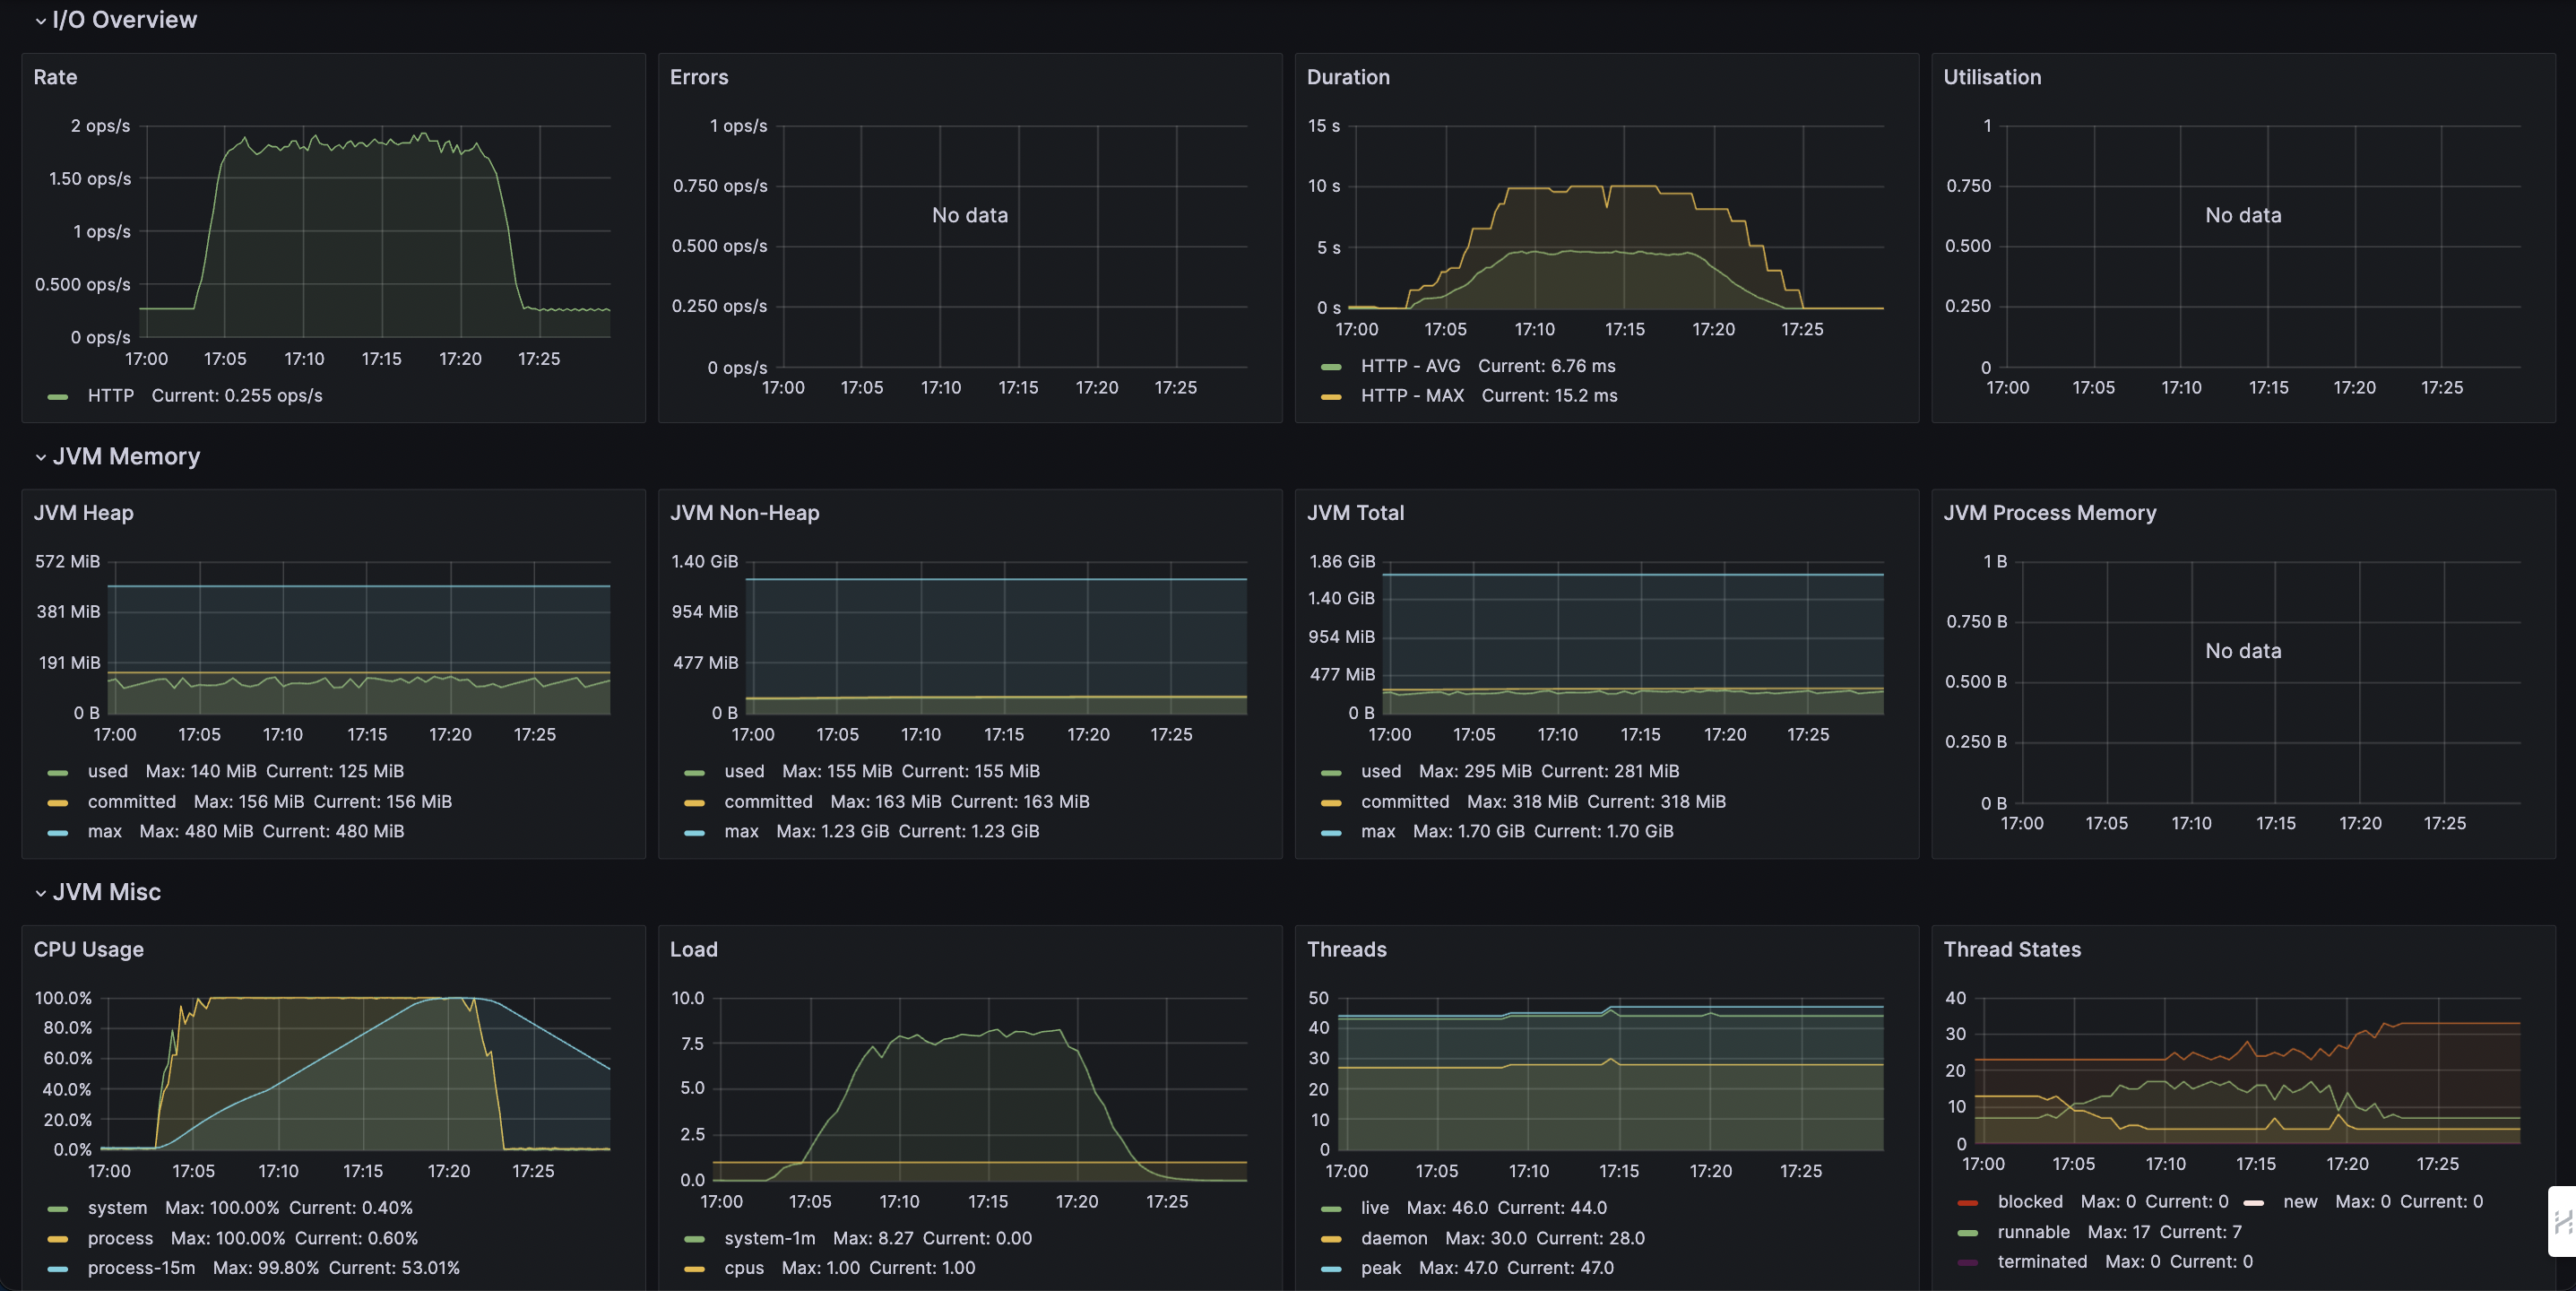 I/O Overview
Rate
2 ops/s
1.50 ops/s
1 ops/s
0.500 ops/s
0 ops/s
17:00 17:05 17:10 17:15 17:20 17:25
HTTP Current: 0.255 ops/s
Errors
1 ops/s
0.750 ops/s
0.500 ops/s
0.250 ops/s
0 ops/s
No data
17:00 17:05 17:10 17:15 17:20 17:25
Duration
15 s
10 s
5 s
0 s
17:00 17:05 17:10 17:15 17:20 17:25
HTTP - AVG Current: 6.76 ms
HTTP - MAX Current: 15.2 ms
Utilisation
1
0.750
0.500
0.250
0
No data
17:00 17:05 17:10 17:15 17:20 17:25
JVM Memory
JVM Heap
572 MiB
381 MiB
191 MiB
0 B
17:00 17:05 17:10 17:15 17:20 17:25
used Max: 140 MiB Current: 125 MiB
committed Max: 156 MiB Current: 156 MiB
max Max: 480 MiB Current: 480 MiB
JVM Non-Heap
1.40 GiB
954 MiB
477 MiB
0 B
17:00 17:05 17:10 17:15 17:20 17:25
used Max: 155 MiB Current: 155 MiB
committed Max: 163 MiB Current: 163 MiB
max Max: 1.23 GiB Current: 1.23 GiB
JVM Total
1.86 GiB
1.40 GiB
954 MiB
477 MiB
0 B
17:00 17:05 17:10 17:15 17:20 17:25
used Max: 295 MiB Current: 281 MiB
committed Max: 318 MiB Current: 318 MiB
max Max: 1.70 GiB Current: 1.70 GiB
JVM Process Memory
1 B
0.750 B
0.500 B
0.250 B
0 B
No data
17:00 17:05 17:10 17:15 17:20 17:25
JVM Misc
CPU Usage
100.0%
80.0%
60.0%
40.0%
20.0%
0.0%
17:00 17:05 17:10 17:15 17:20 17:25
system Max: 100.00% Current: 0.40%
process Max: 100.00% Current: 0.60%
process-15m Max: 99.80% Current: 53.01%
Load
10.0
7.5
5.0
2.5
0.0
17:00 17:05 17:10 17:15 17:20 17:25
system-1m Max: 8.27 Current: 0.00
cpus Max: 1.00 Current: 1.00
Threads
50
40
30
20
10
0
17:00 17:05 17:10 17:15 17:20 17:25
live Max: 46.0 Current: 44.0
daemon Max: 30.0 Current: 28.0
peak Max: 47.0 Current: 47.0
Thread States
40
30
20
10
0
17:00 17:05 17:10 17:15 17:20 17:25
blocked Max: 0 Current: 0 new Max: 0 Current: 0
runnable Max: 17 Current: 7
terminated Max: 0 Current: 0